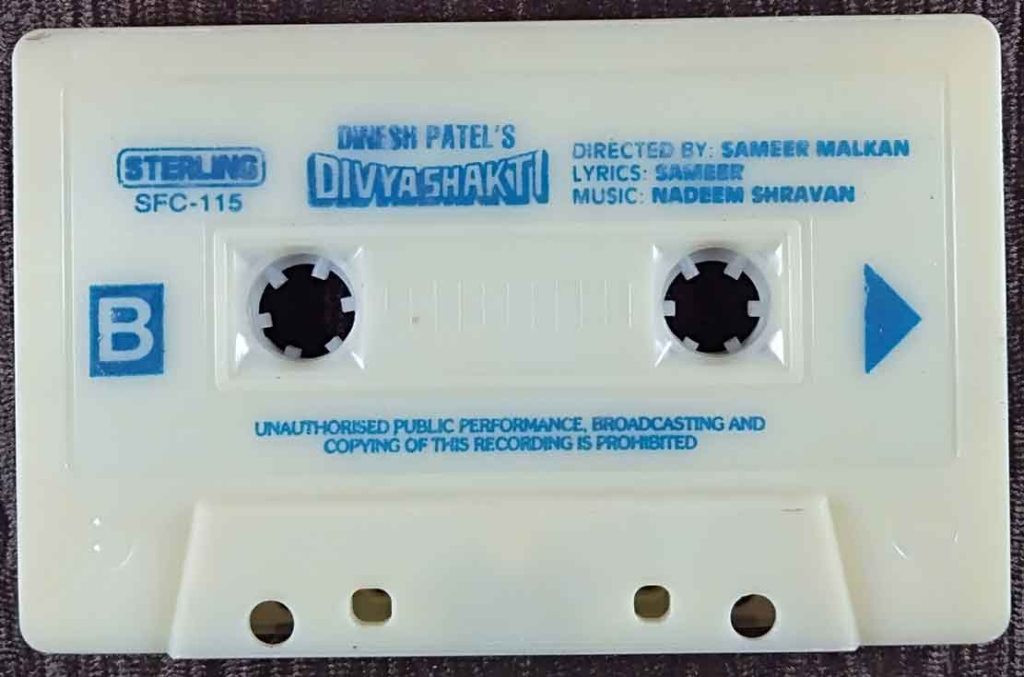 DINESH PATEL'S
DIVYASHAKTI
STERLING
SFC-115
DIRECTED BY: SAMEER MALKAN
LYRICS: SAMEER
MUSIC: NADEEM SHRAVAN
B
UNAUTHORISED PUBLIC PERFORMANCE, BROADCASTING AND
COPYING OF THIS RECORDING IS PROHIBITED